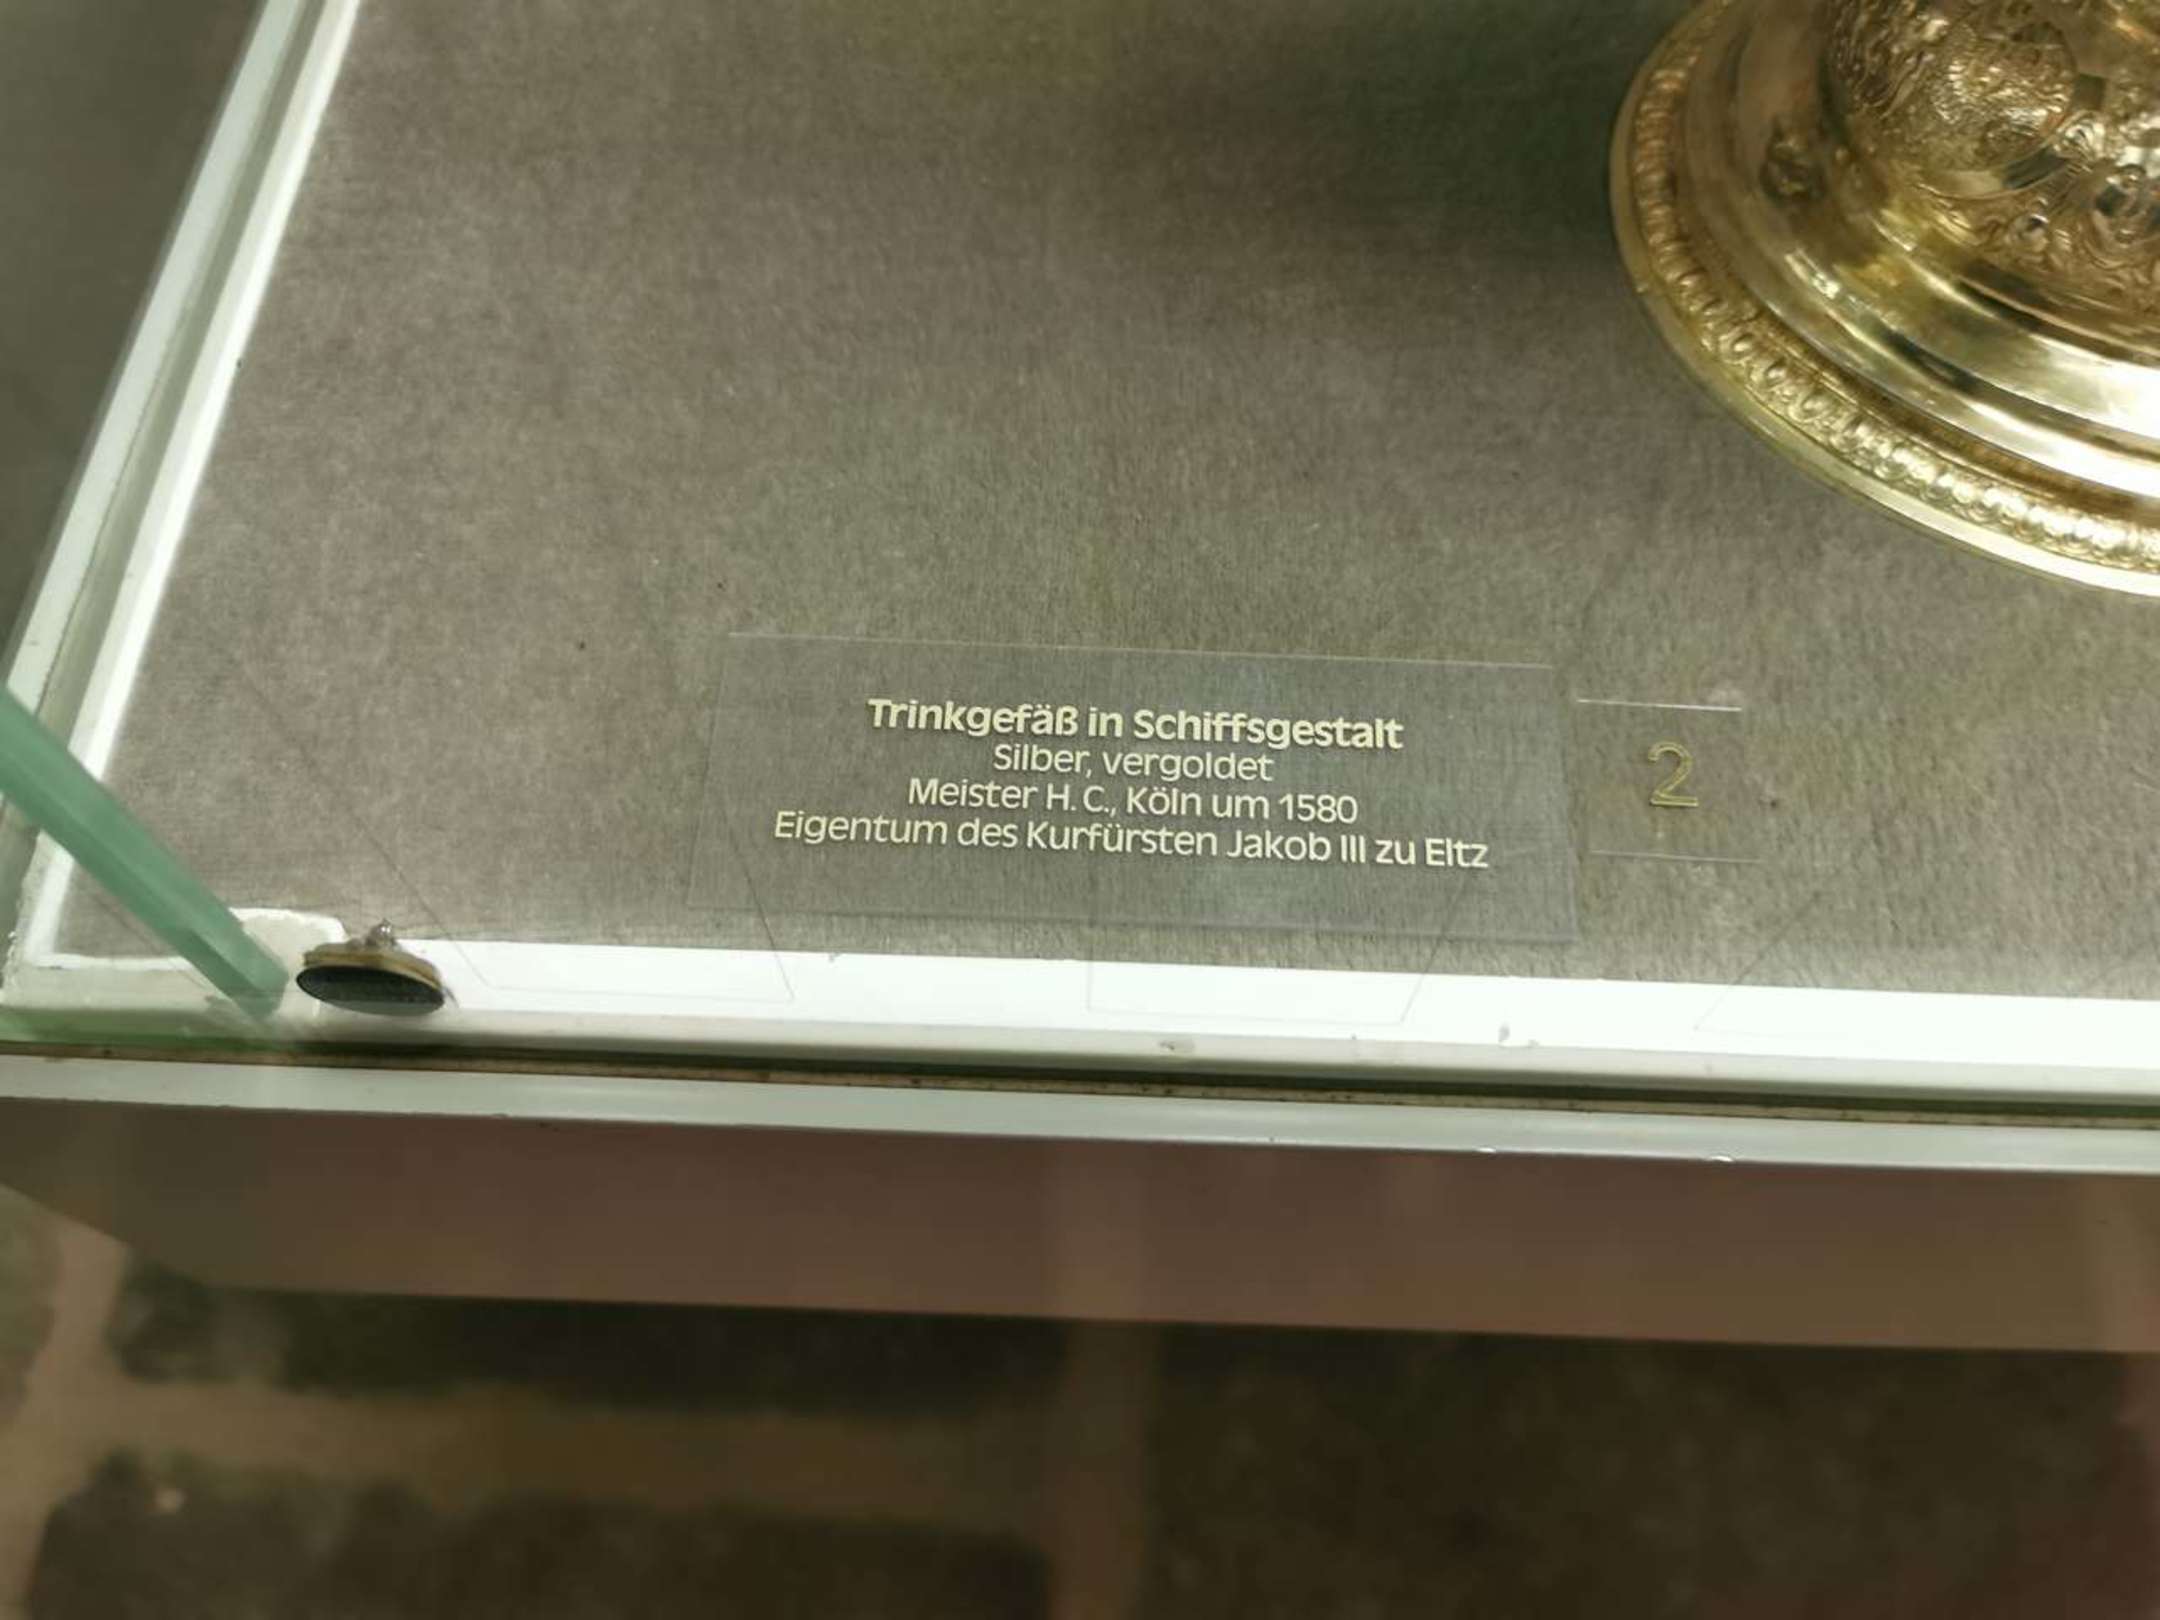 Trinkgefäß in Schiffsgestalt
Silber, vergoldet
Meister H. C., Köln um 1580
Eigentum des Kurfürsten Jakob III zu Eltz
2